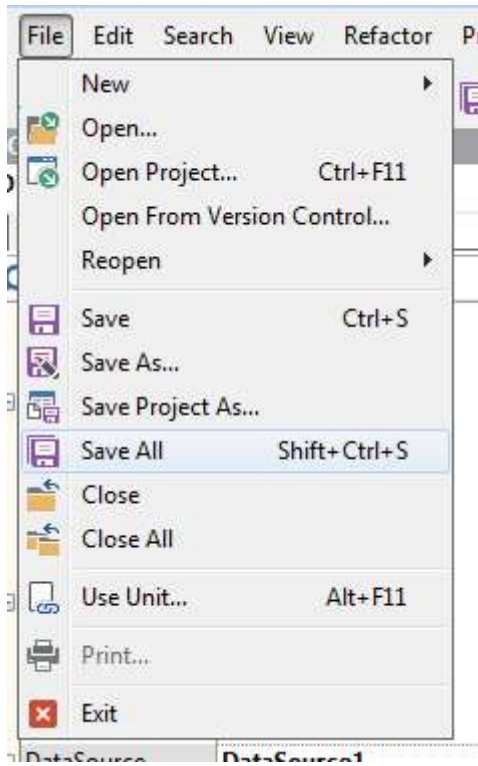 File Edit Search View Refactor
New
Open...
Open Project... Ctrl+F11
Open From Version Control...
Reopen
Save Ctrl+S
Save As...
Save Project As...
Save All Shift+Ctrl+S
Close
Close All
Use Unit... Alt+F11
Print...
Exit
DataSource DataSource1